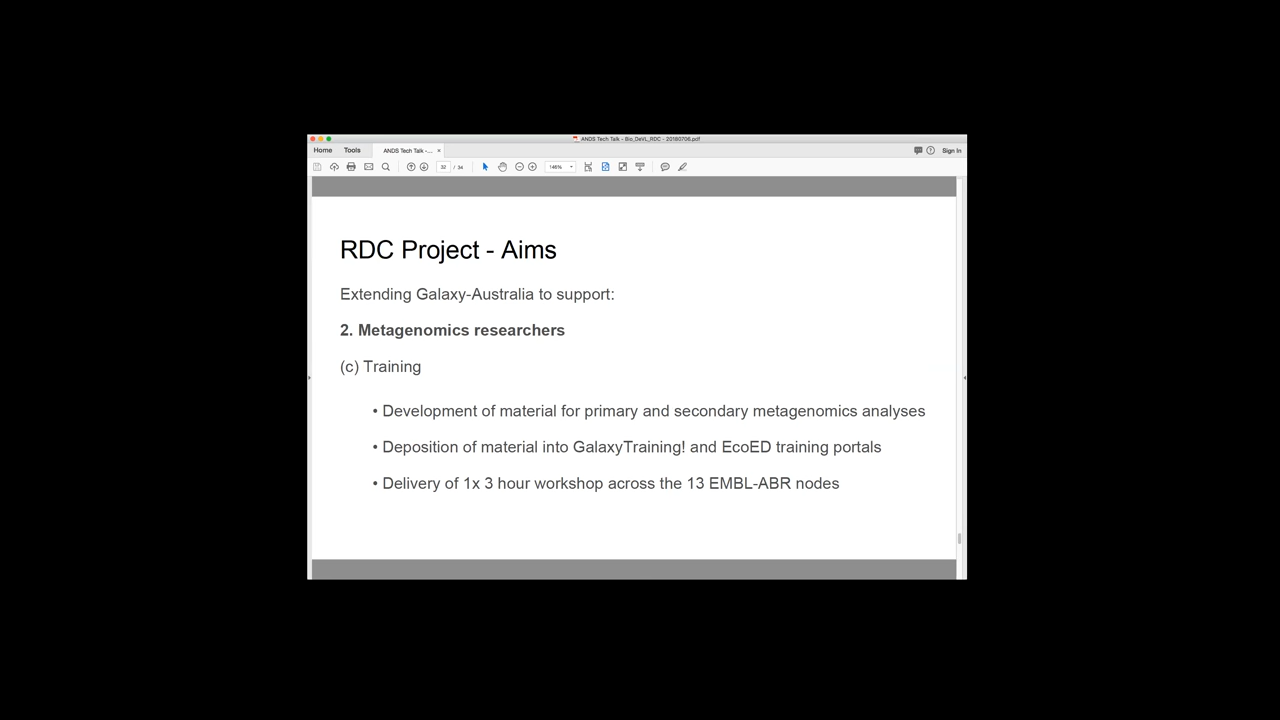 ANDS Tech Talk - Bio_DeVL_RDC - 20180706.pdf
Home Tools ANDS Tech Talk -... × Sign In
32 / 34 146%
RDC Project - Aims
Extending Galaxy-Australia to support:
2. Metagenomics researchers
(c) Training
• Development of material for primary and secondary metagenomics analyses
• Deposition of material into GalaxyTraining! and EcoED training portals
• Delivery of 1x 3 hour workshop across the 13 EMBL-ABR nodes